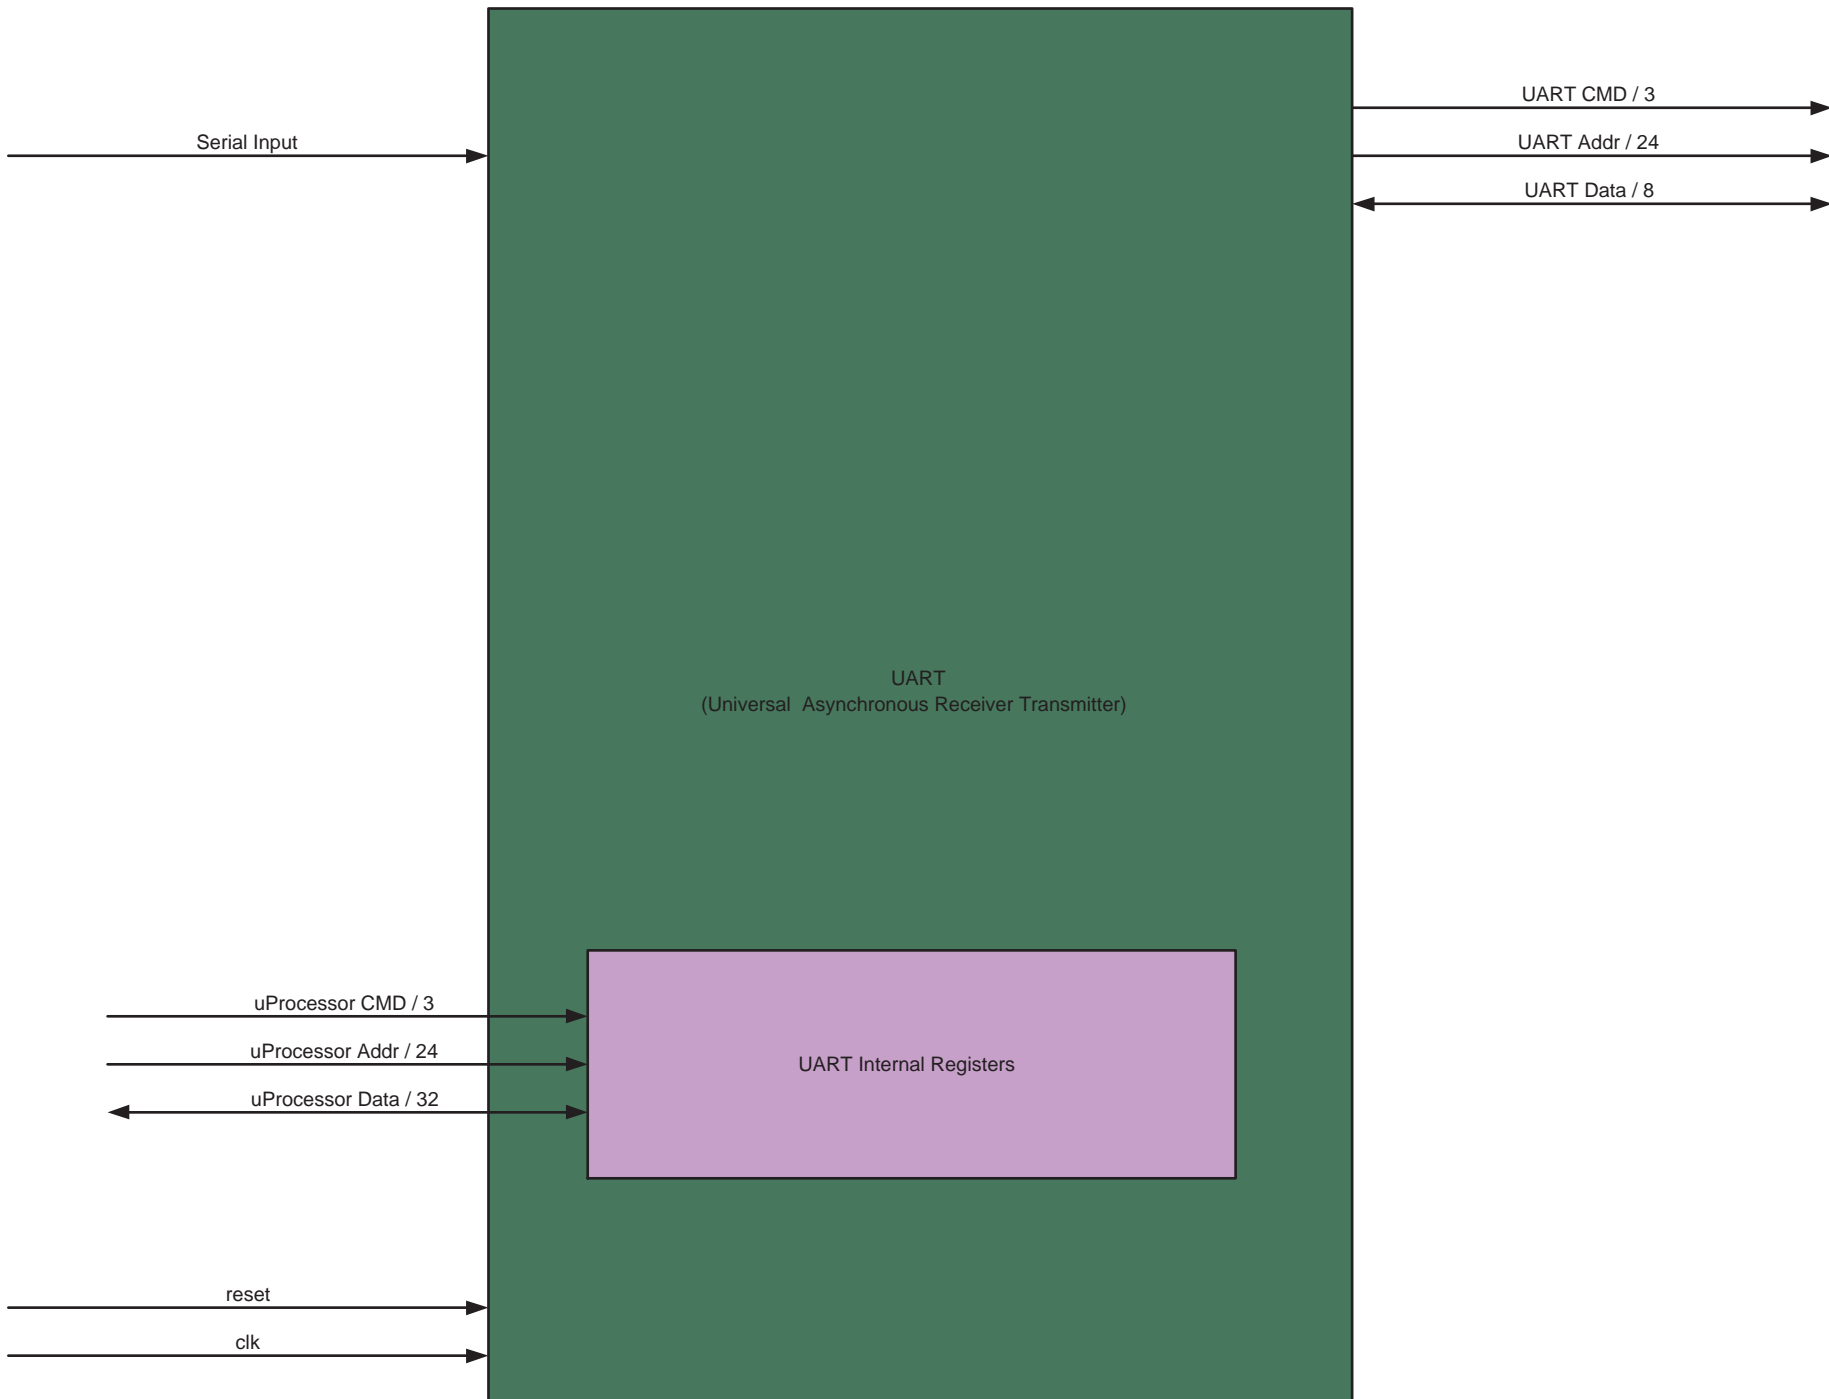 UART CMD / 3
Serial Input
UART Addr / 24
UART Data / 8
UART
(Universal  Asynchronous Receiver Transmitter)
uProcessor CMD / 3
uProcessor Addr / 24
UART Internal Registers
uProcessor Data / 32
reset
clk